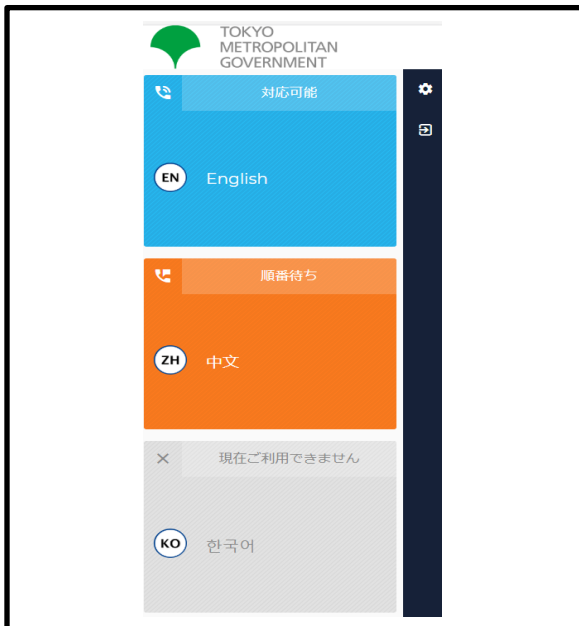 TOKYO
METROPOLITAN
GOVERNMENT
対応可能
EN English
順番待ち
ZH 中文
現在ご利用できません
KO 한국어